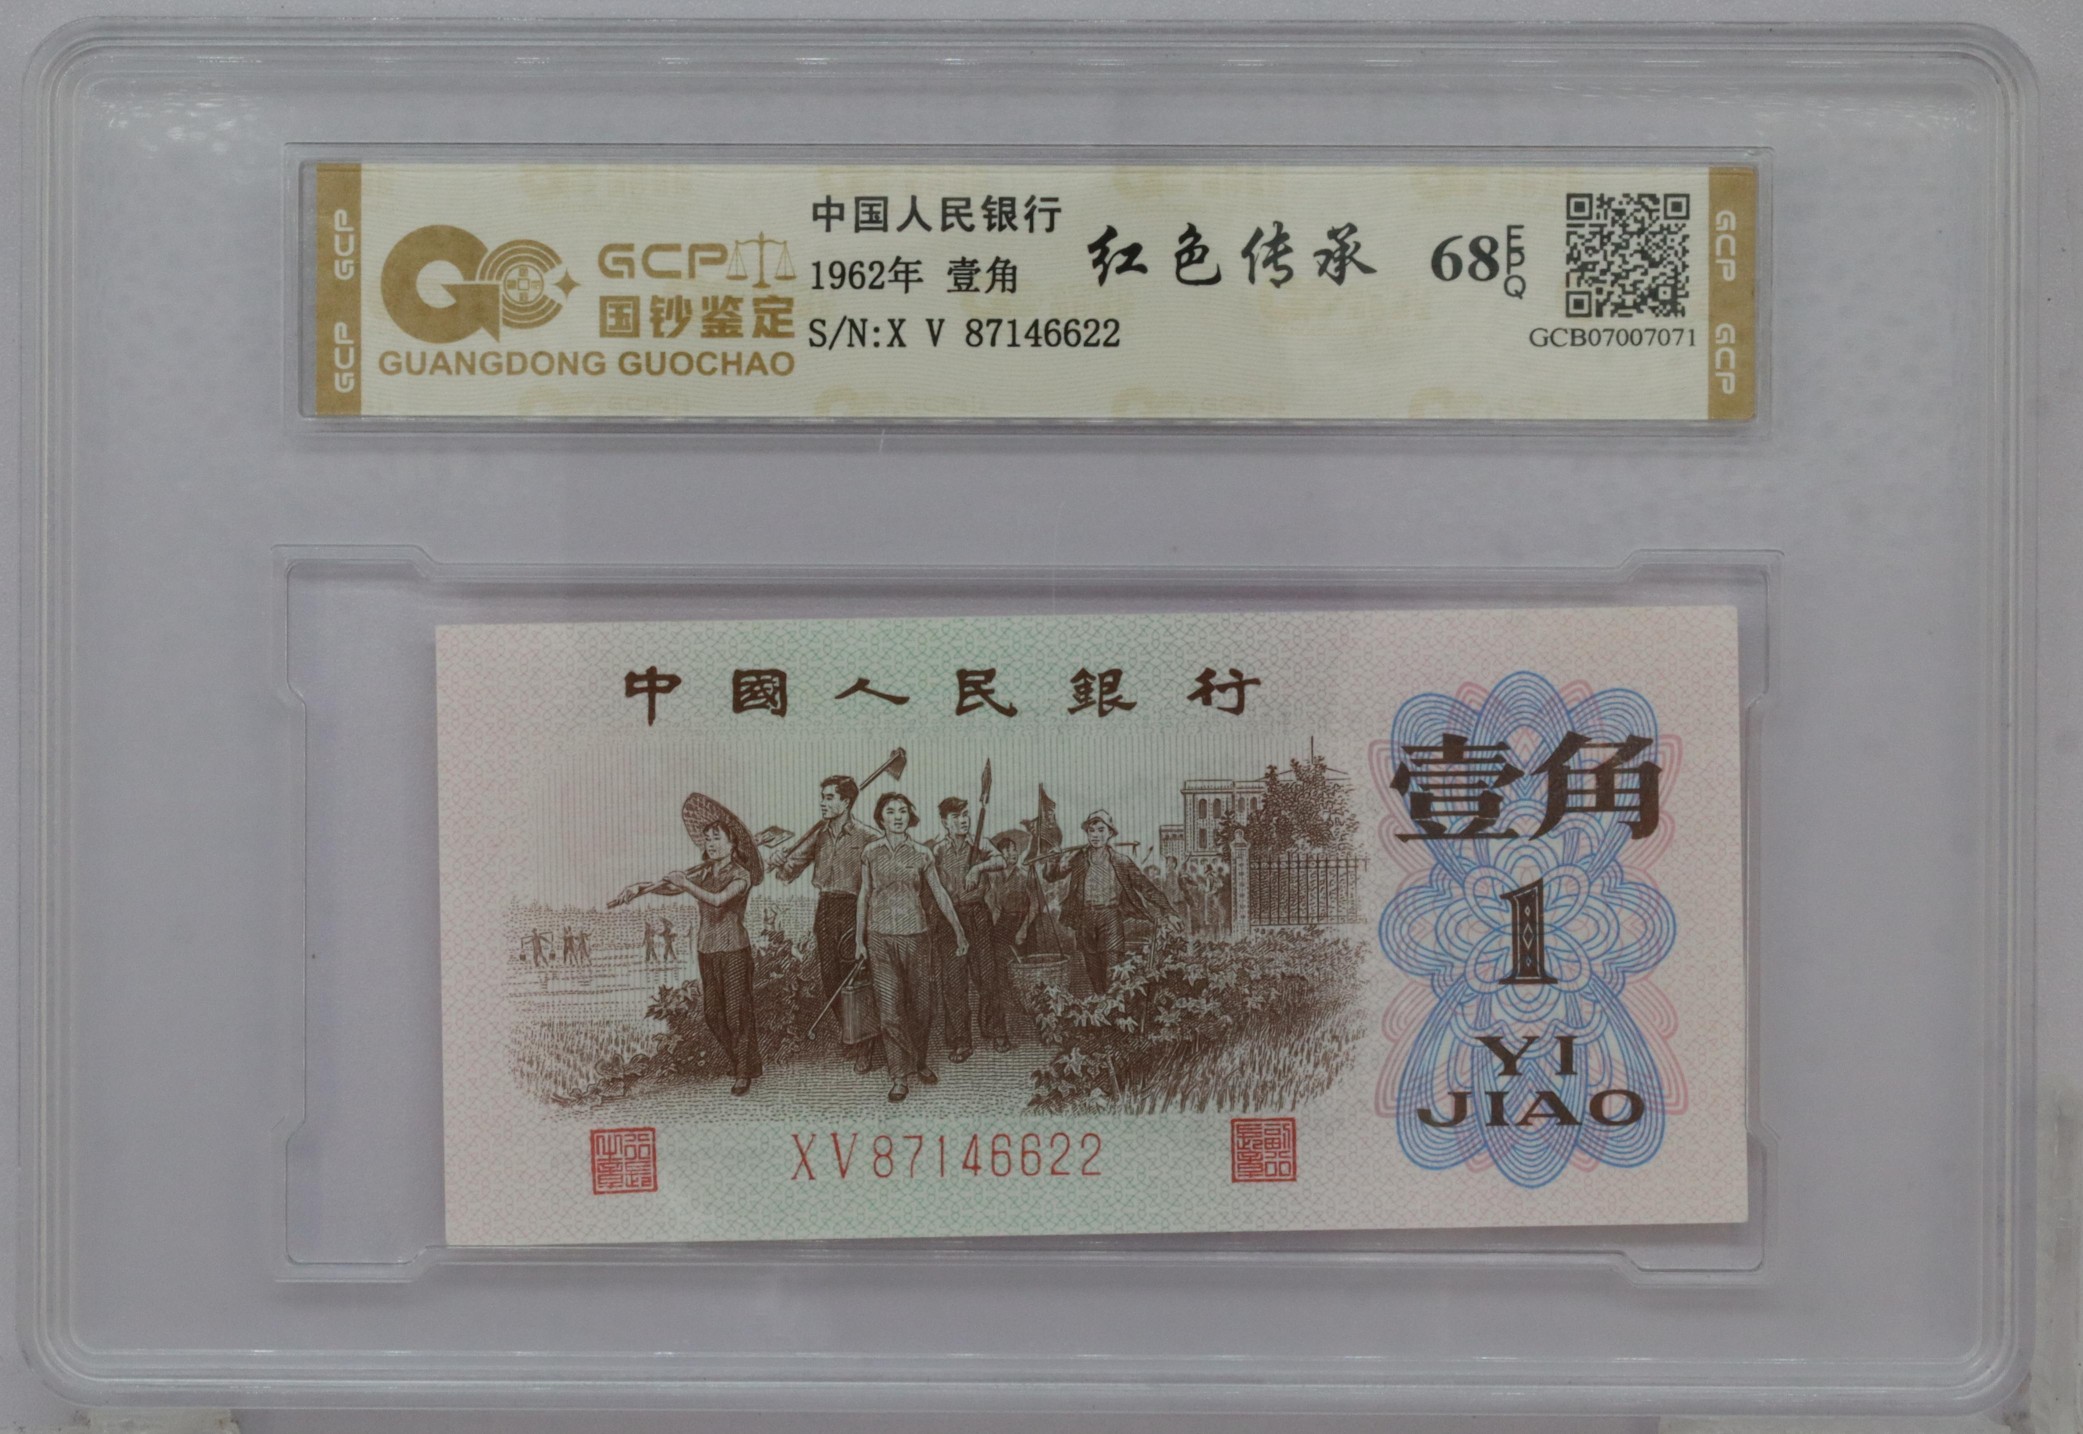 GCP GCP
GCP
国钞鉴定
GUANGDONG GUOCHAO
中国人民银行
1962年 壹角
S/N:X V 87146622
红色传承
68 EPQ
GCB07007071
GCP GCP
中國人民銀行
壹角
1
YI
JIAO
XV87146622